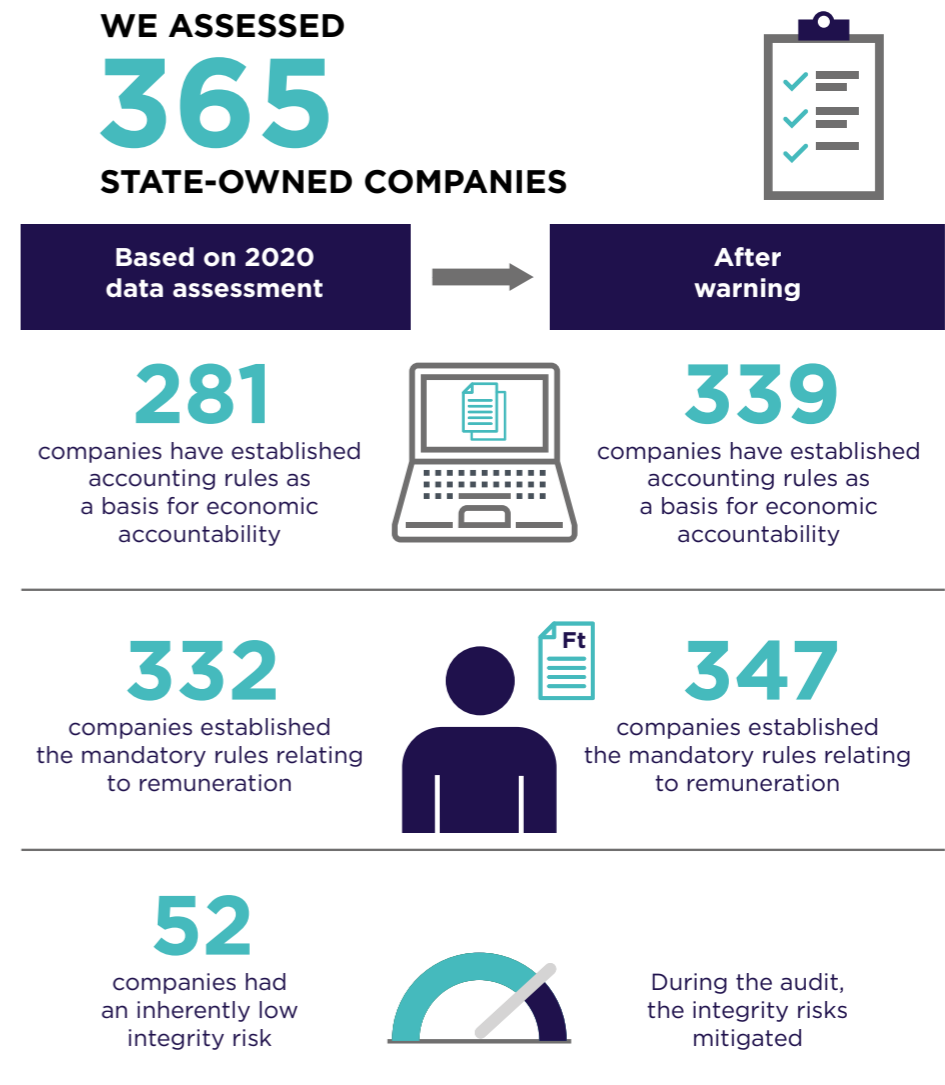 WE ASSESSED
365
STATE-OWNED COMPANIES
Based on 2020
data assessment
After
warning
281
companies have established
accounting rules as
a basis for economic
accountability
339
companies have established
accounting rules as
a basis for economic
accountability
332
companies established
the mandatory rules relating
to remuneration
Ft
347
companies established
the mandatory rules relating
to remuneration
52
companies had
an inherently low
integrity risk
During the audit,
the integrity risks
mitigated